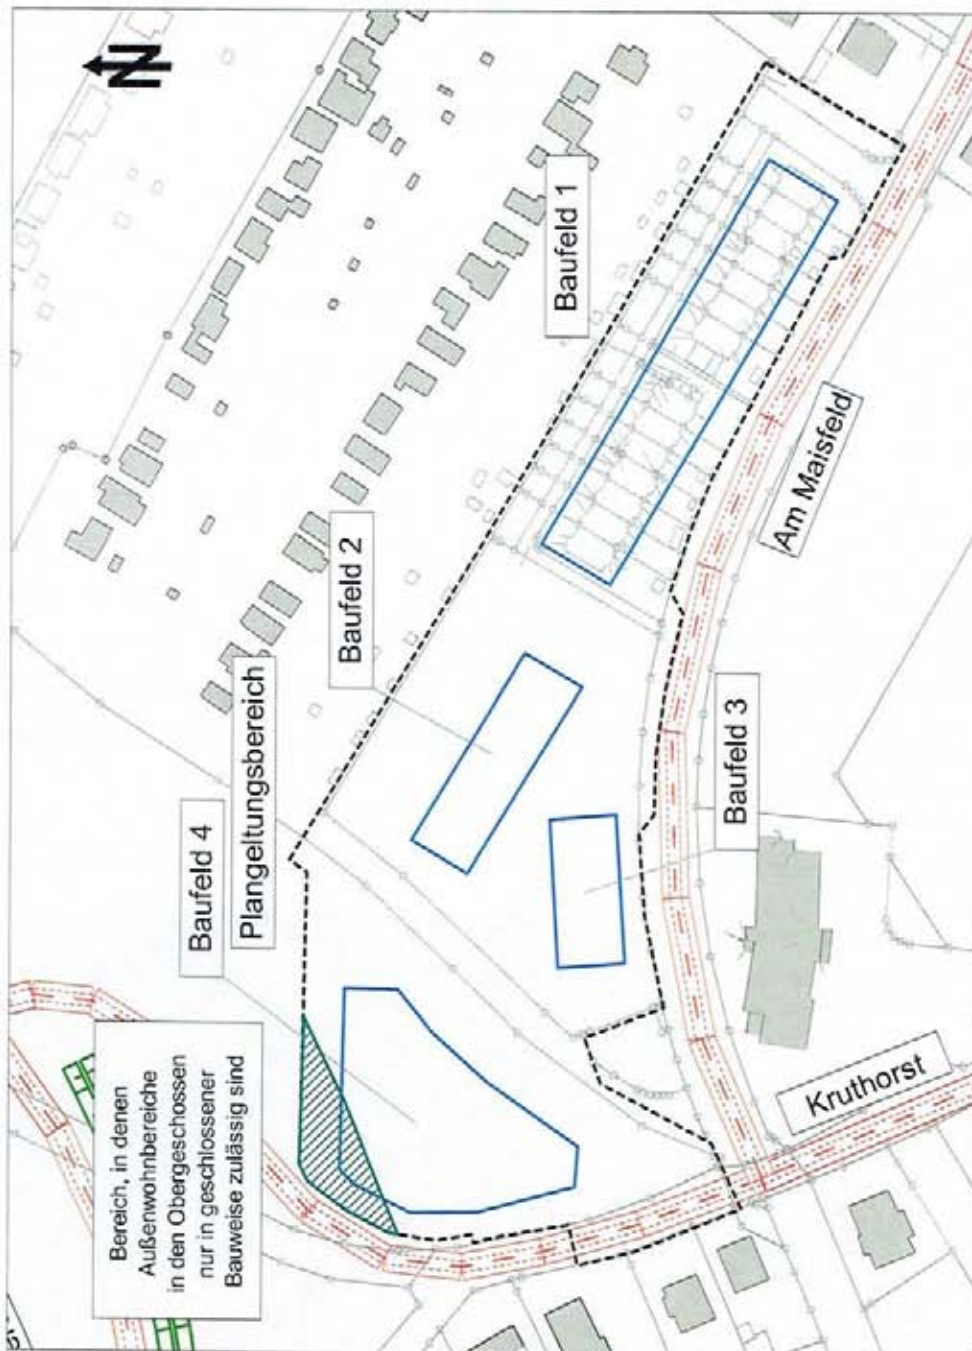 N
Baufeld 1
Baufeld 2
Plangeltungsbereich
Baufeld 4
Am Maisfeld
Baufeld 3
Bereich, in denen
Außenwohnbereiche
in den Obergeschossen
nur in geschlossener
Bauweise zulässig sind
Kruthorst